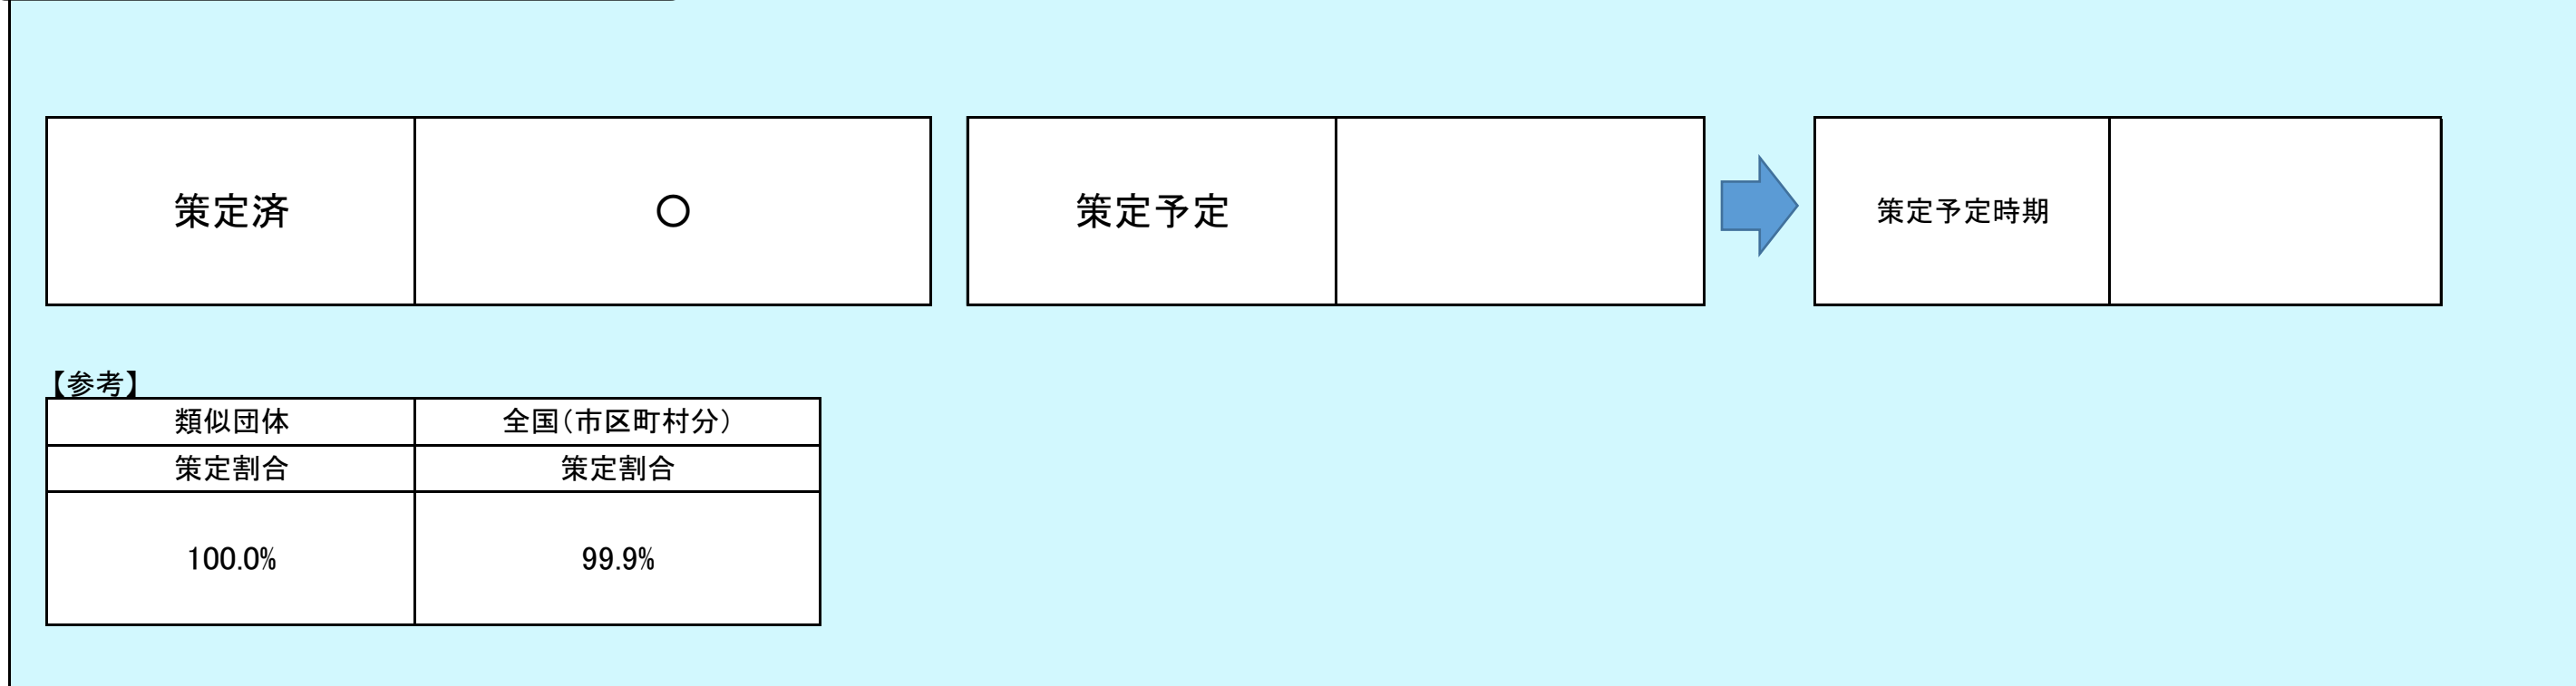 策定済 ○ 策定予定 策定予定時期
【参考】
類似団体 全国(市区町村分)
策定割合 策定割合
100.0% 99.9%